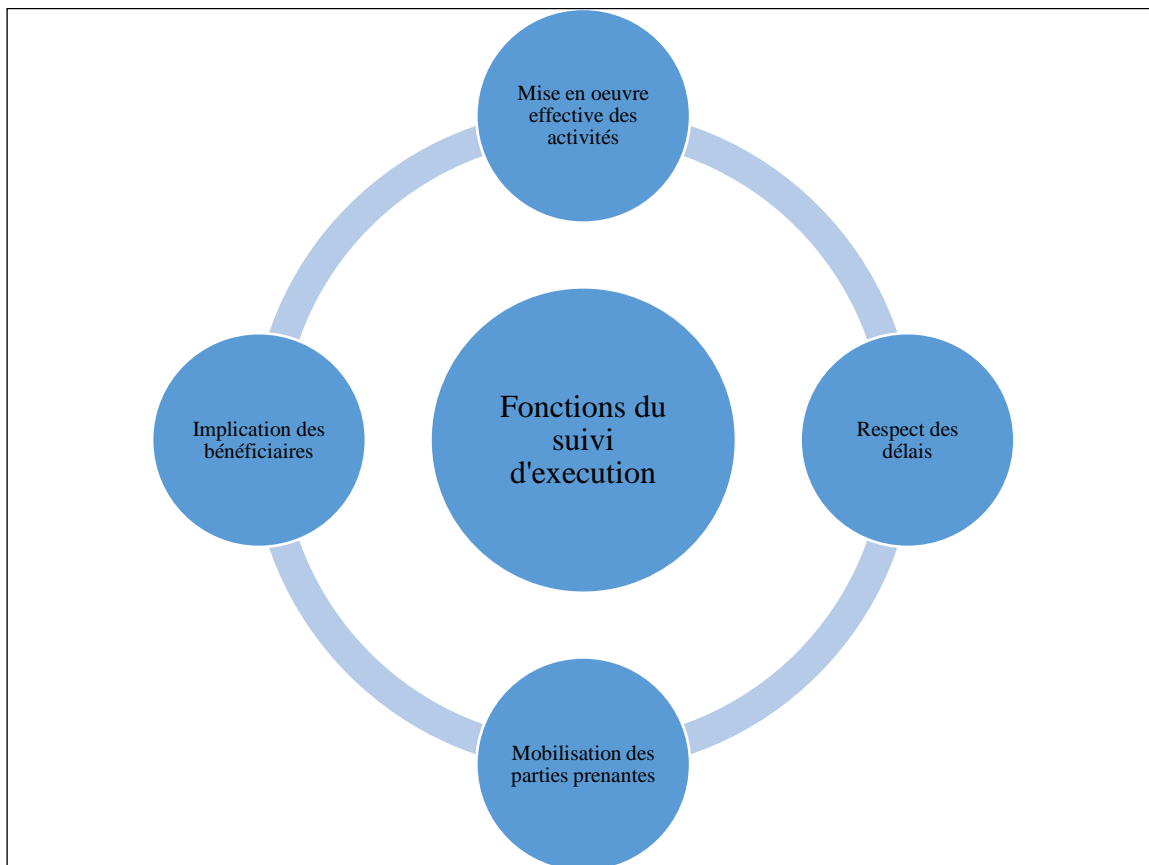 Mise en oeuvre
effective des
activités
Implication des
bénéficiaires
Fonctions du
suivi
d'execution
Respect des
délais
Mobilisation des
parties prenantes